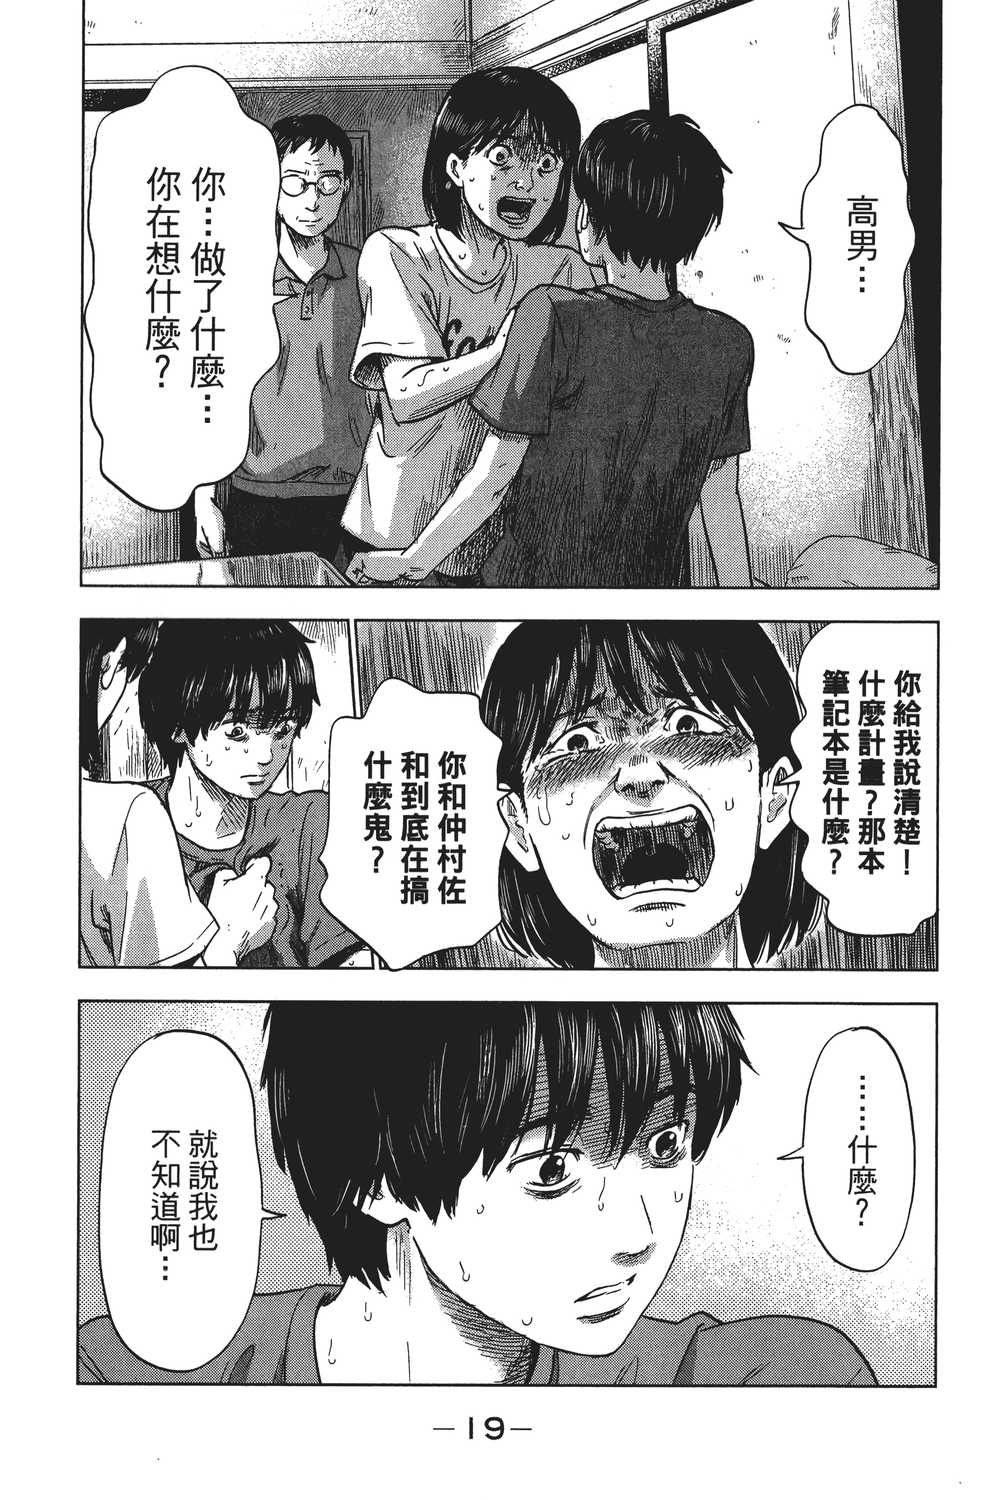 高男…
你…做了什麼…
你在想什麼？
你給我說清楚！
什麼計畫？那本
筆記本是什麼？
你和仲村佐
和到底在搞
什麼鬼？
……什麼？
就說我也
不知道啊…
—19—